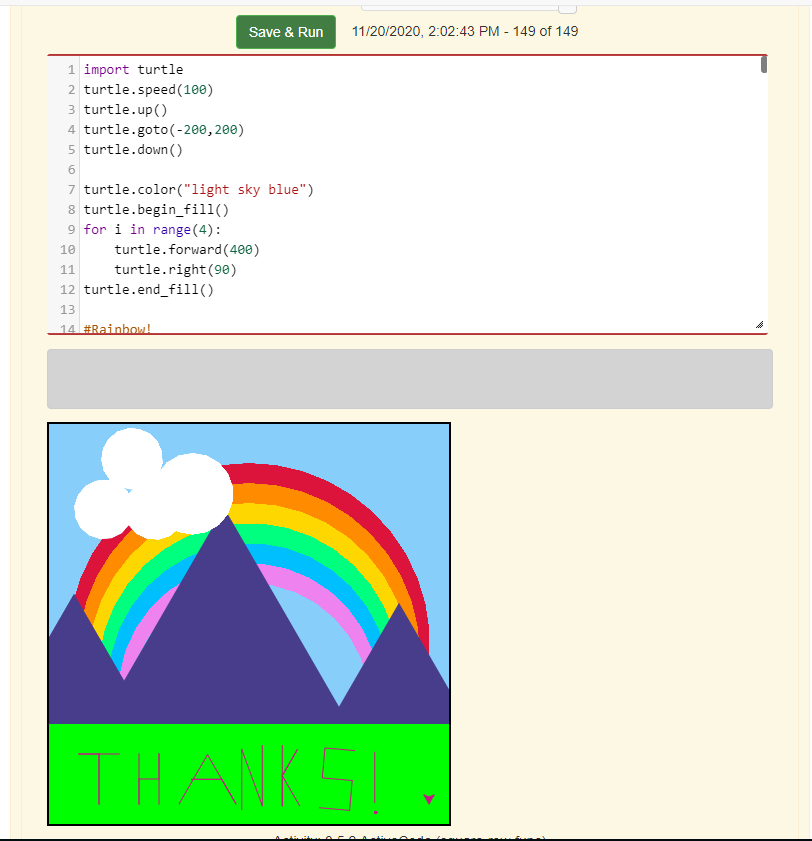 Save & Run 11/20/2020, 2:02:43 PM - 149 of 149
1 import turtle
2 turtle.speed(100)
3 turtle.up()
4 turtle.goto(-200,200)
5 turtle.down()
6
7 turtle.color("light sky blue")
8 turtle.begin_fill()
9 for i in range(4):
10     turtle.forward(400)
11     turtle.right(90)
12 turtle.end_fill()
13
14 #Rainbow!
THANKS!